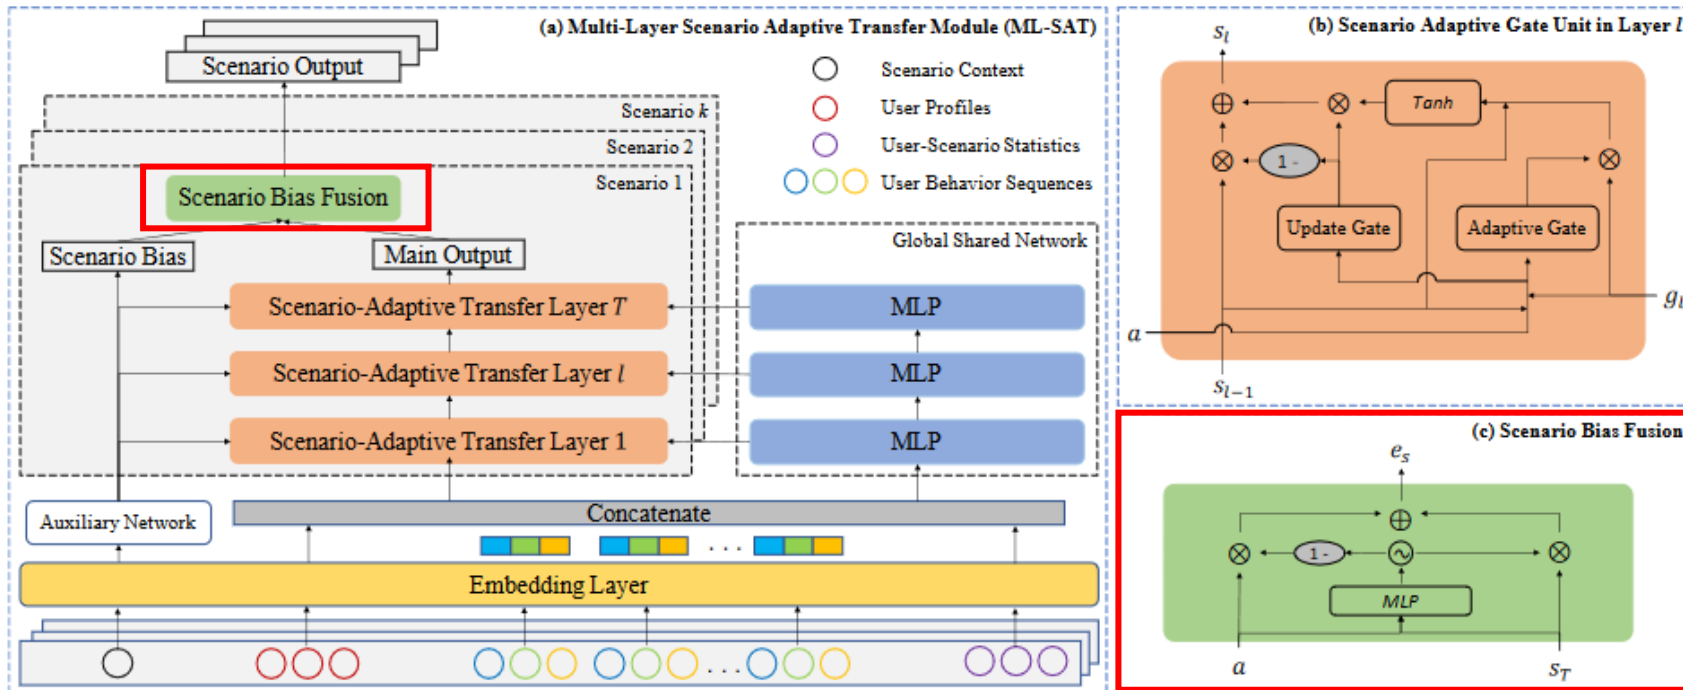 (a) Multi-Layer Scenario Adaptive Transfer Module (ML-SAT)
Scenario Output
Scenario Context
User Profiles
User-Scenario Statistics
User Behavior Sequences
Scenario k
Scenario 2
Scenario 1
Scenario Bias Fusion
Scenario Bias
Main Output
Global Shared Network
Scenario-Adaptive Transfer Layer T
MLP
Scenario-Adaptive Transfer Layer l
MLP
Scenario-Adaptive Transfer Layer 1
MLP
Auxiliary Network
Concatenate
. . .
Embedding Layer
. . .
(b) Scenario Adaptive Gate Unit in Layer l
s_l
Tanh
1 -
Update Gate
Adaptive Gate
g_l
a
s_{l-1}
(c) Scenario Bias Fusion
e_s
1 -
MLP
a
s_T